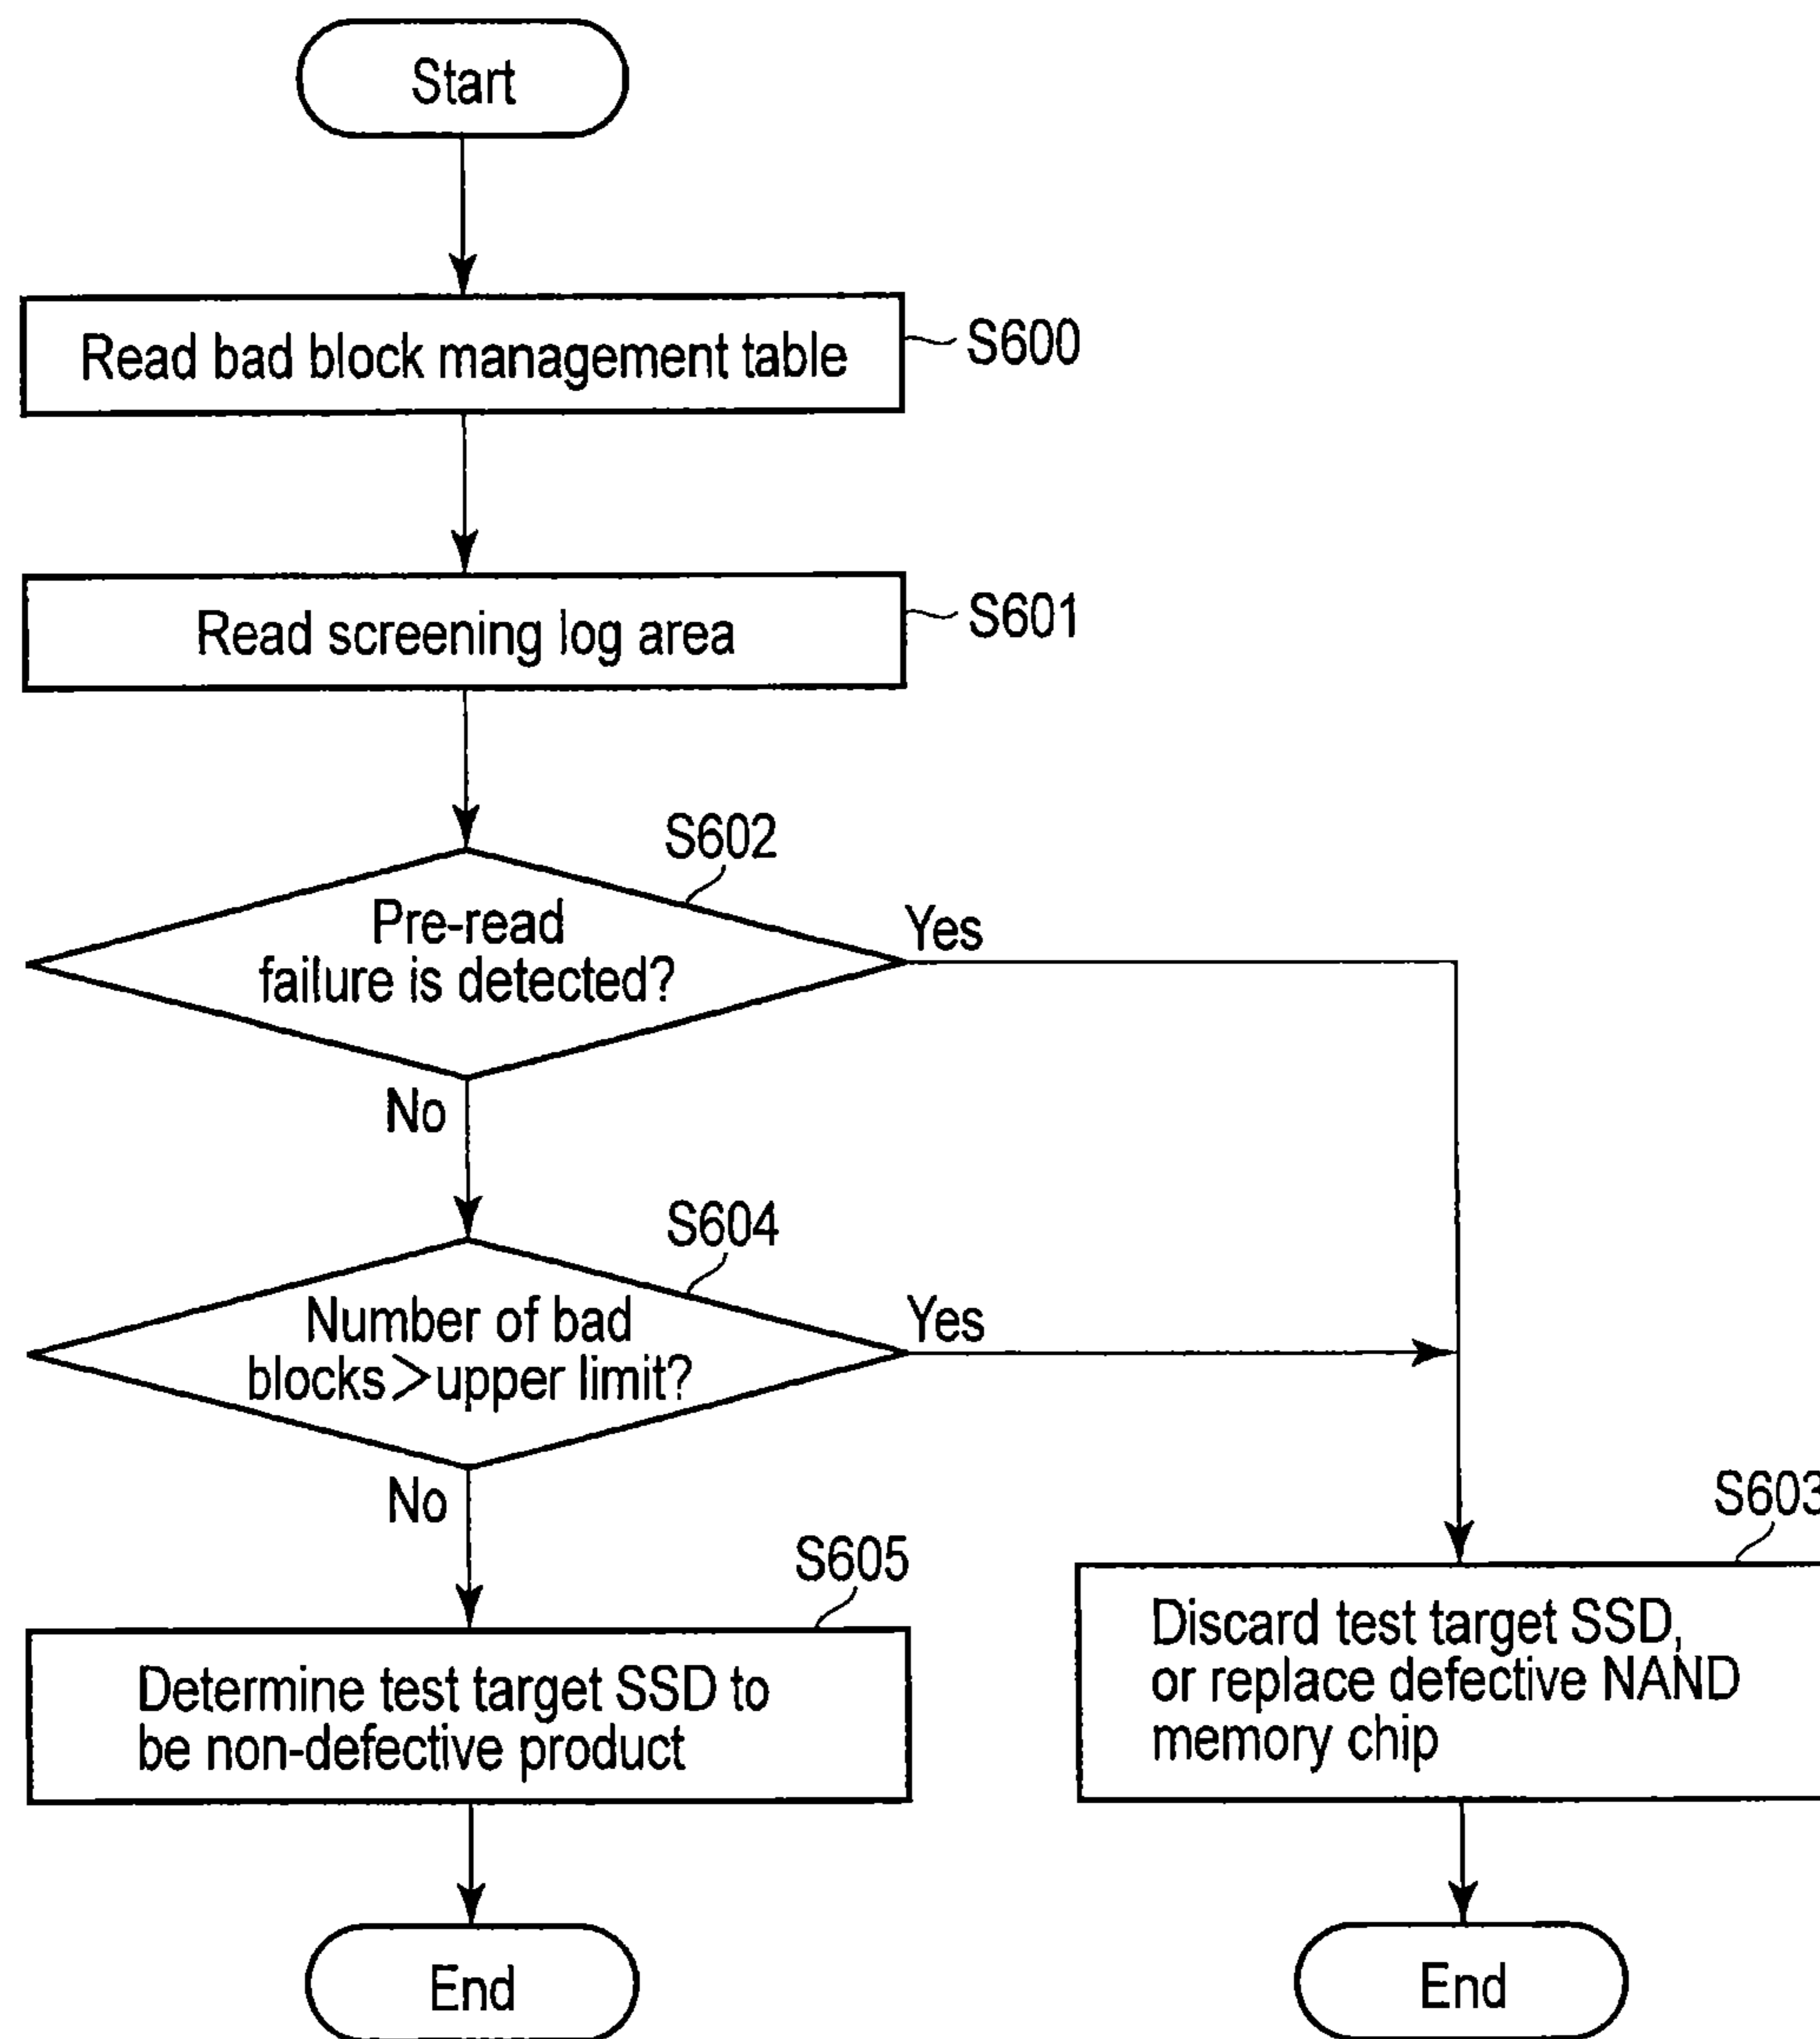 Start
Read bad block management table
S600
Read screening log area
S601
S602
Pre-read
failure is detected?
Yes
No
S604
Number of bad
blocks>upper limit?
Yes
No
S603
S605
Discard test target SSD,
or replace defective NAND
memory chip
Determine test target SSD to
be non-defective product
End
End